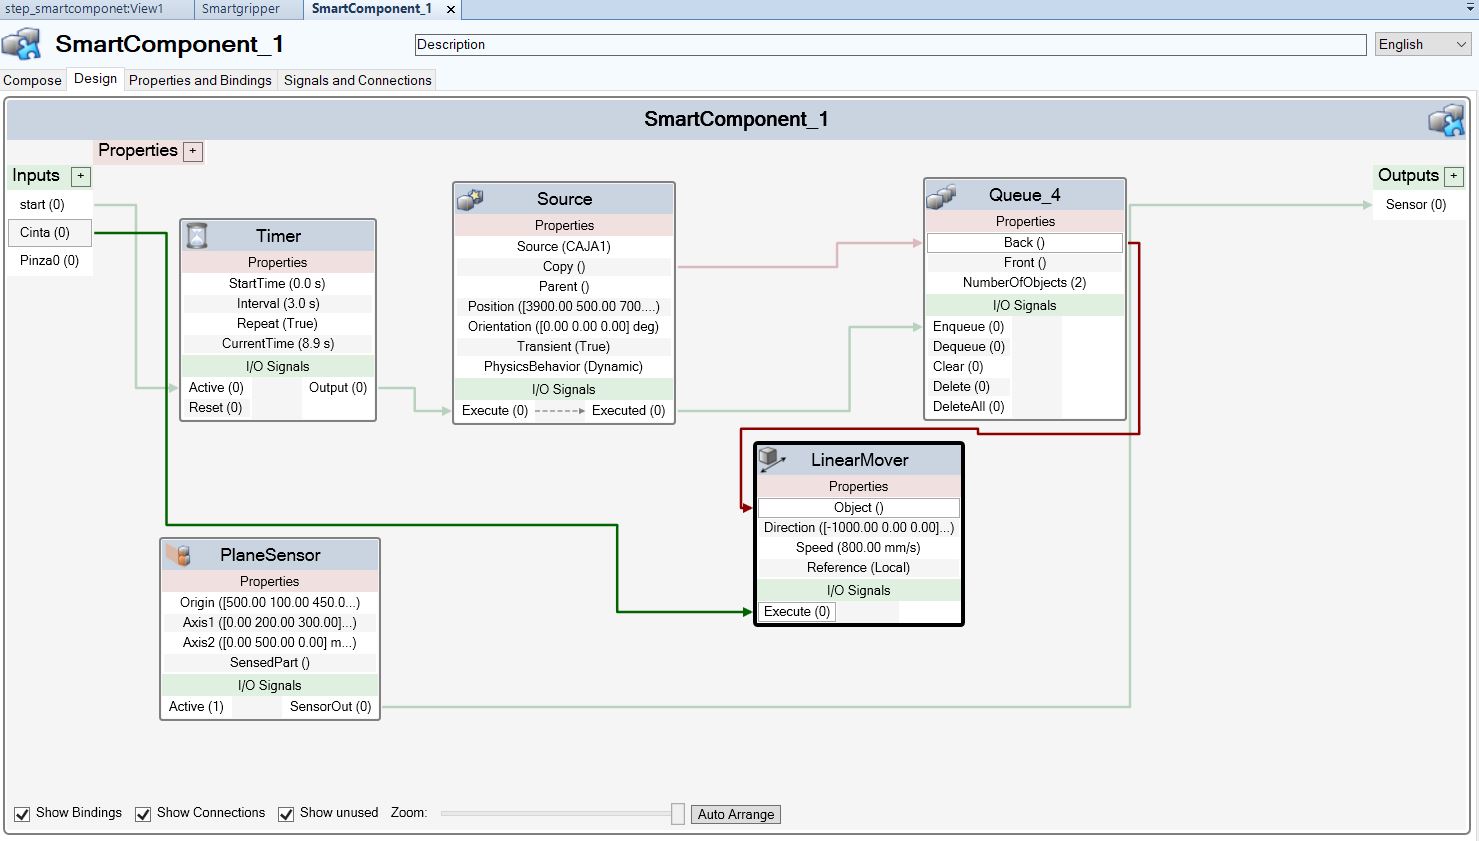 step_smartcomponet:View1 Smartgripper SmartComponent_1
SmartComponent_1 Description English
Compose Design Properties and Bindings Signals and Connections
SmartComponent_1
Properties +
Inputs +
start (0)
Cinta (0)
Pinza0 (0)
Timer
Properties
StartTime (0.0 s)
Interval (3.0 s)
Repeat (True)
CurrentTime (8.9 s)
I/O Signals
Active (0) Output (0)
Reset (0)
Source
Properties
Source (CAJA1)
Copy ()
Parent ()
Position ([3900.00 500.00 700....)
Orientation ([0.00 0.00 0.00] deg)
Transient (True)
PhysicsBehavior (Dynamic)
I/O Signals
Execute (0) Executed (0)
Queue_4
Properties
Back ()
Front ()
NumberOfObjects (2)
I/O Signals
Enqueue (0)
Dequeue (0)
Clear (0)
Delete (0)
DeleteAll (0)
Outputs +
Sensor (0)
LinearMover
Properties
Object ()
Direction ([-1000.00 0.00 0.00]...)
Speed (800.00 mm/s)
Reference (Local)
I/O Signals
Execute (0)
PlaneSensor
Properties
Origin ([500.00 100.00 450.0...)
Axis1 ([0.00 200.00 300.00]...)
Axis2 ([0.00 500.00 0.00] m...)
SensedPart ()
I/O Signals
Active (1) SensorOut (0)
Show Bindings Show Connections Show unused Zoom: Auto Arrange